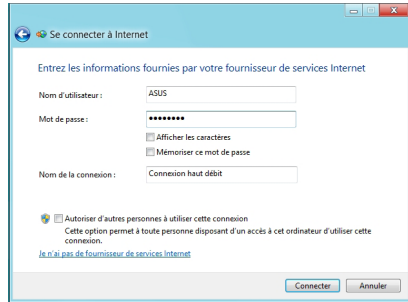 Se connecter à Internet
Entrez les informations fournies par votre fournisseur de services Internet
Nom d'utilisateur : ASUS
Mot de passe : ••••••••
Afficher les caractères
Mémoriser ce mot de passe
Nom de la connexion : Connexion haut débit
Autoriser d'autres personnes à utiliser cette connexion
Cette option permet à toute personne disposant d'un accès à cet ordinateur d'utiliser cette
connexion.
Je n'ai pas de fournisseur de services Internet
Connecter Annuler